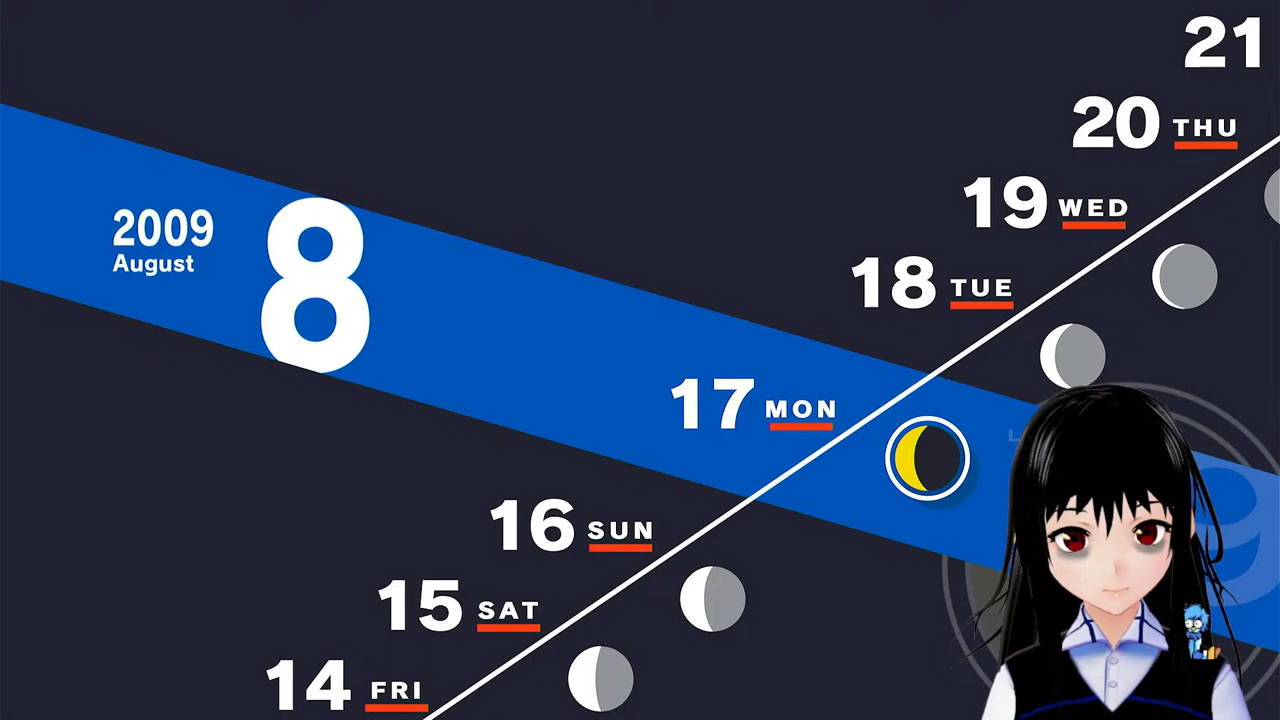 21
20 THU
19 WED
2009
August
8
18 TUE
17 MON
16 SUN
15 SAT
14 FRI